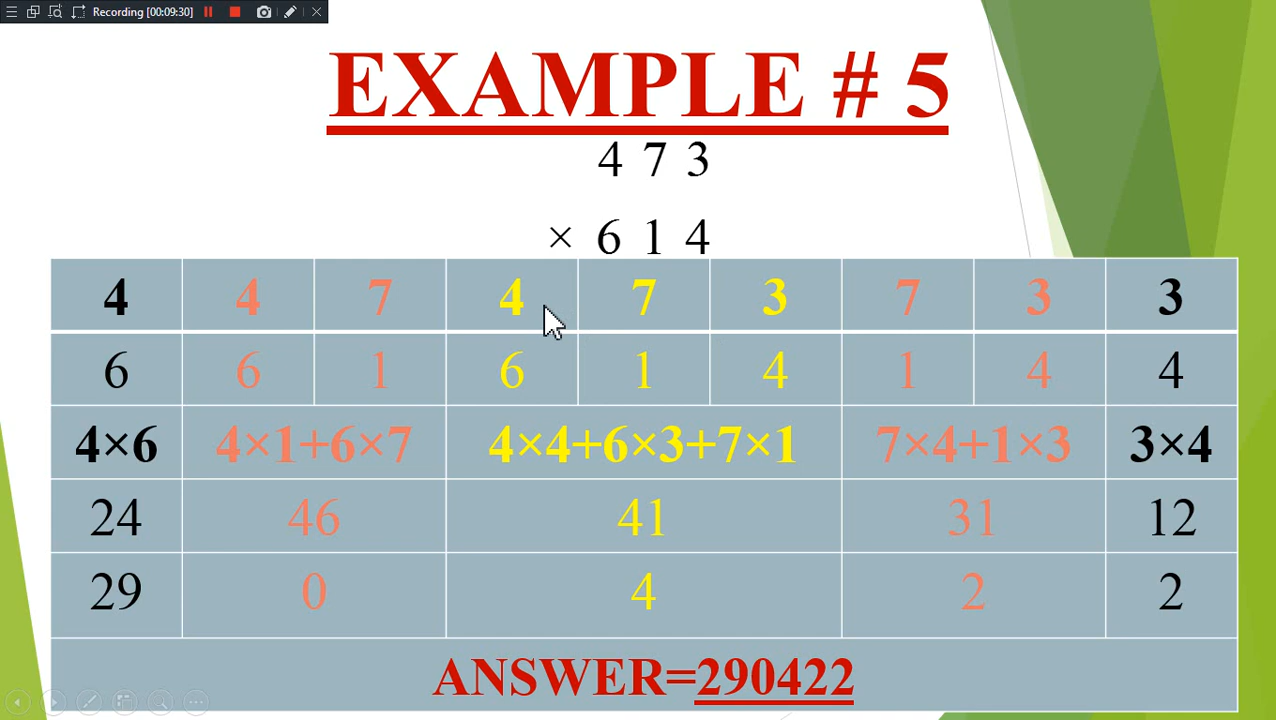 Recording [00:09:30]
EXAMPLE # 5
4 7 3
× 6 1 4
4 4 7 4 7 3 7 3 3
6 6 1 6 1 4 1 4 4
4×6 4×1+6×7 4×4+6×3+7×1 7×4+1×3 3×4
24 46 41 31 12
29 0 4 2 2
ANSWER=290422